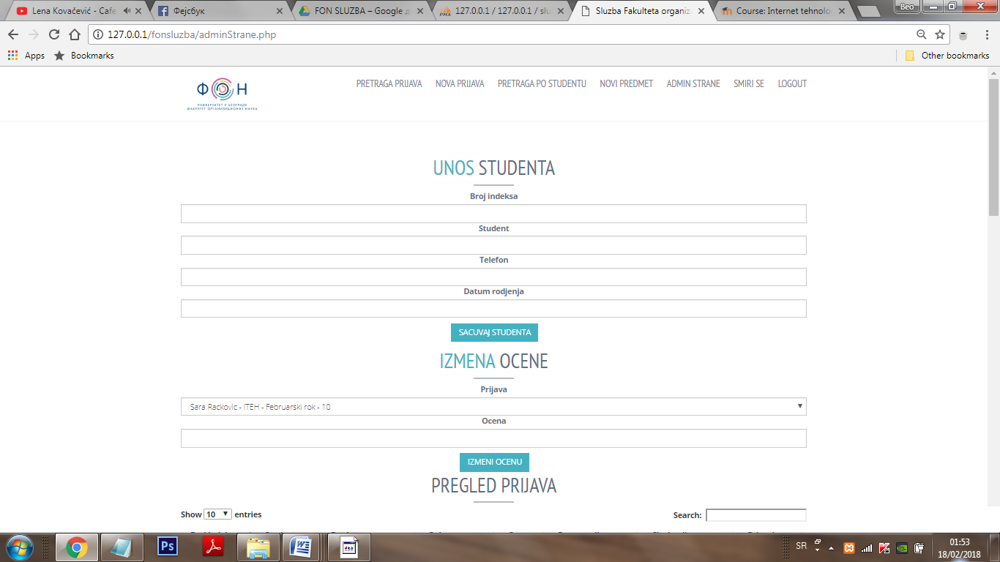 Lena Kovačević - Cafe
Фејсбук
FON SLUZBA – Google д
127.0.0.1 / 127.0.0.1 / slu
Sluzba Fakulteta organiz
Course: Internet tehnolo
Beo
127.0.0.1/fonsluzba/adminStrane.php
Apps
Bookmarks
Other bookmarks
Ф Н
УНИВЕРЗИТЕТ У БЕОГРАДУ
ФАКУЛТЕТ ОРГАНИЗАЦИОНИХ НАУКА
PRETRAGA PRIJAVA
NOVA PRIJAVA
PRETRAGA PO STUDENTU
NOVI PREDMET
ADMIN STRANE
SMIRI SE
LOGOUT
UNOS STUDENTA
Broj indeksa
Student
Telefon
Datum rodjenja
SACUVAJ STUDENTA
IZMENA OCENE
Prijava
Sara Rackovic - ITEH - Februarski rok - 10
Ocena
IZMENI OCENU
PREGLED PRIJAVA
Show 10 entries
Search:
Ps
W
SR
01:53
18/02/2018